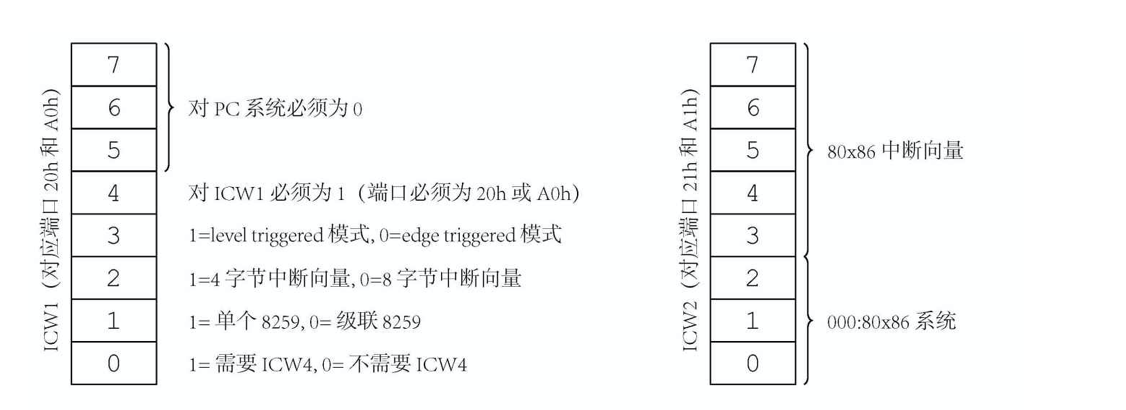 ICW1（对应端口 20h 和 A0h）
7
6
5
4
3
2
1
0
对 PC 系统必须为 0
对 ICW1 必须为 1（端口必须为 20h 或 A0h）
1=level triggered 模式, 0=edge triggered 模式
1=4 字节中断向量, 0=8 字节中断向量
1= 单个 8259, 0= 级联 8259
1= 需要 ICW4, 0= 不需要 ICW4
ICW2（对应端口 21h 和 A1h）
7
6
5
4
3
2
1
0
80x86 中断向量
000:80x86 系统